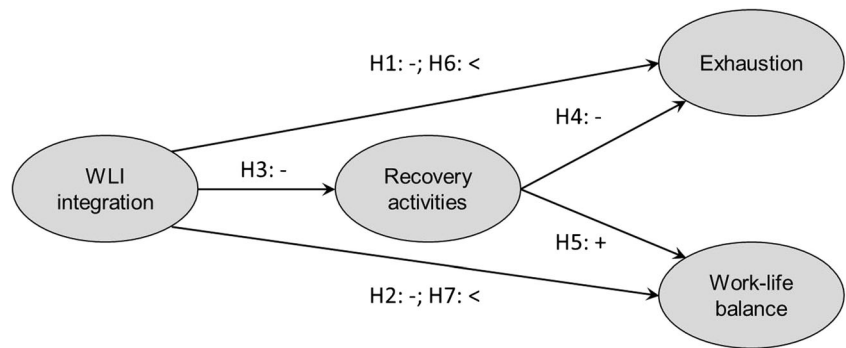 H1: -; H6: <
Exhaustion
H4: -
WLI
integration
H3: -
Recovery
activities
H5: +
Work-life
balance
H2: -; H7: <